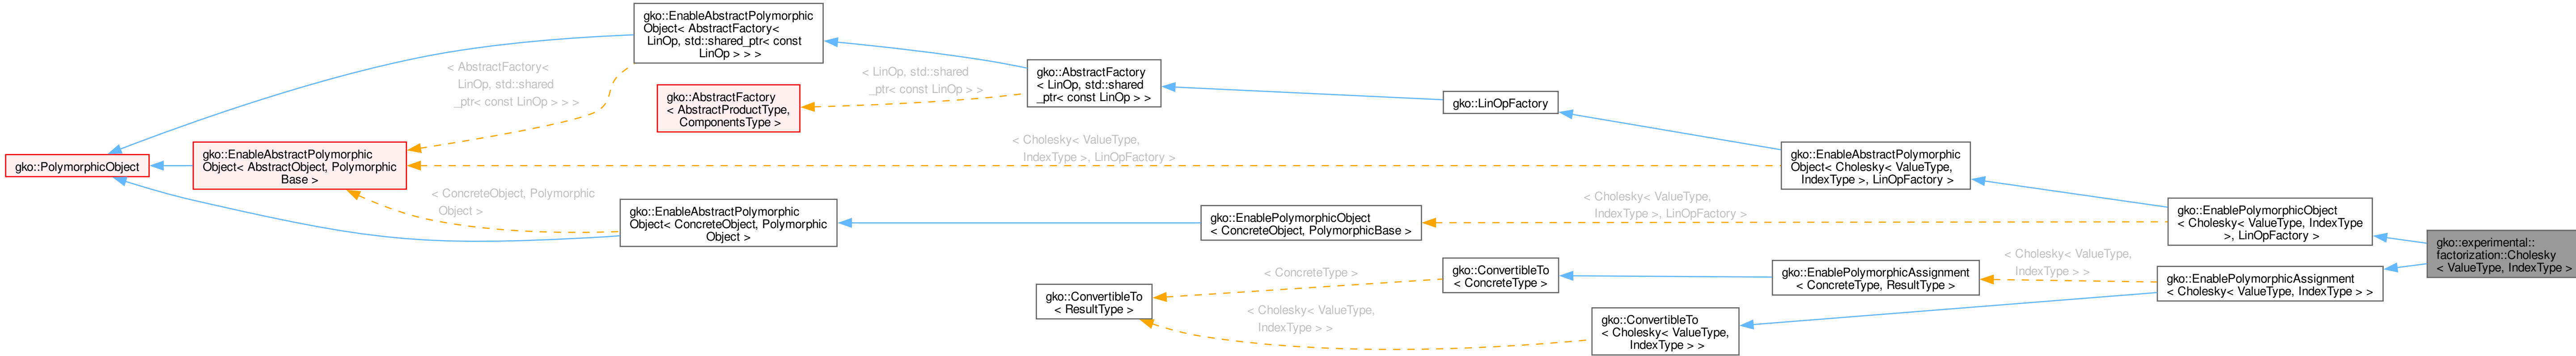 gko::PolymorphicObject
gko::EnableAbstractPolymorphic
Object< AbstractObject, Polymorphic
Base >
gko::EnableAbstractPolymorphic
Object< AbstractFactory<
LinOp, std::shared_ptr< const
LinOp > > >
< AbstractFactory<
LinOp, std::shared
_ptr< const LinOp > > >
gko::AbstractFactory
< AbstractProductType,
ComponentsType >
< LinOp, std::shared
_ptr< const LinOp > >
gko::AbstractFactory
< LinOp, std::shared
_ptr< const LinOp > >
gko::LinOpFactory
< Cholesky< ValueType,
IndexType >, LinOpFactory >
gko::EnableAbstractPolymorphic
Object< Cholesky< ValueType,
IndexType >, LinOpFactory >
< ConcreteObject, Polymorphic
Object >
gko::EnableAbstractPolymorphic
Object< ConcreteObject, Polymorphic
Object >
gko::EnablePolymorphicObject
< ConcreteObject, PolymorphicBase >
< Cholesky< ValueType,
IndexType >, LinOpFactory >
gko::EnablePolymorphicObject
< Cholesky< ValueType, IndexType
>, LinOpFactory >
gko::experimental::
factorization::Cholesky
< ValueType, IndexType >
gko::ConvertibleTo
< ResultType >
< ConcreteType >
gko::ConvertibleTo
< ConcreteType >
gko::EnablePolymorphicAssignment
< ConcreteType, ResultType >
< Cholesky< ValueType,
IndexType > >
gko::EnablePolymorphicAssignment
< Cholesky< ValueType, IndexType > >
< Cholesky< ValueType,
IndexType > >
gko::ConvertibleTo
< Cholesky< ValueType,
IndexType > >